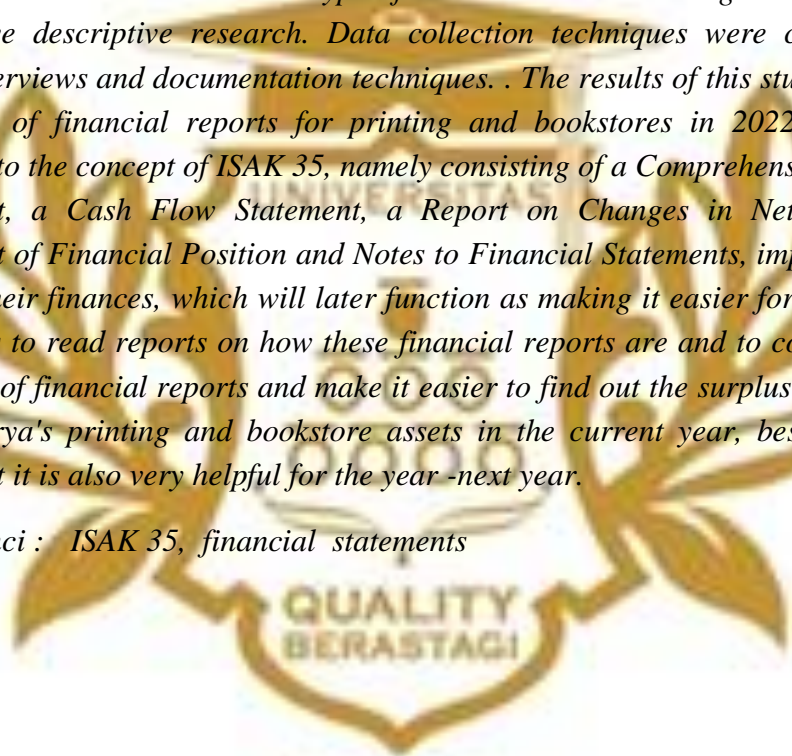 e descriptive research. Data collection techniques were c
erviews and documentation techniques. . The results of this stu
of financial reports for printing and bookstores in 2022
to the concept of ISAK 35, namely consisting of a Comprehens
t, a Cash Flow Statement, a Report on Changes in Net
t of Financial Position and Notes to Financial Statements, imp
heir finances, which will later function as making it easier for
to read reports on how these financial reports are and to co
of financial reports and make it easier to find out the surplus
rya's printing and bookstore assets in the current year, bes
t it is also very helpful for the year -next year.
nci : ISAK 35, financial statements
UNIVERSITAS
QUALITY
BERASTAGI